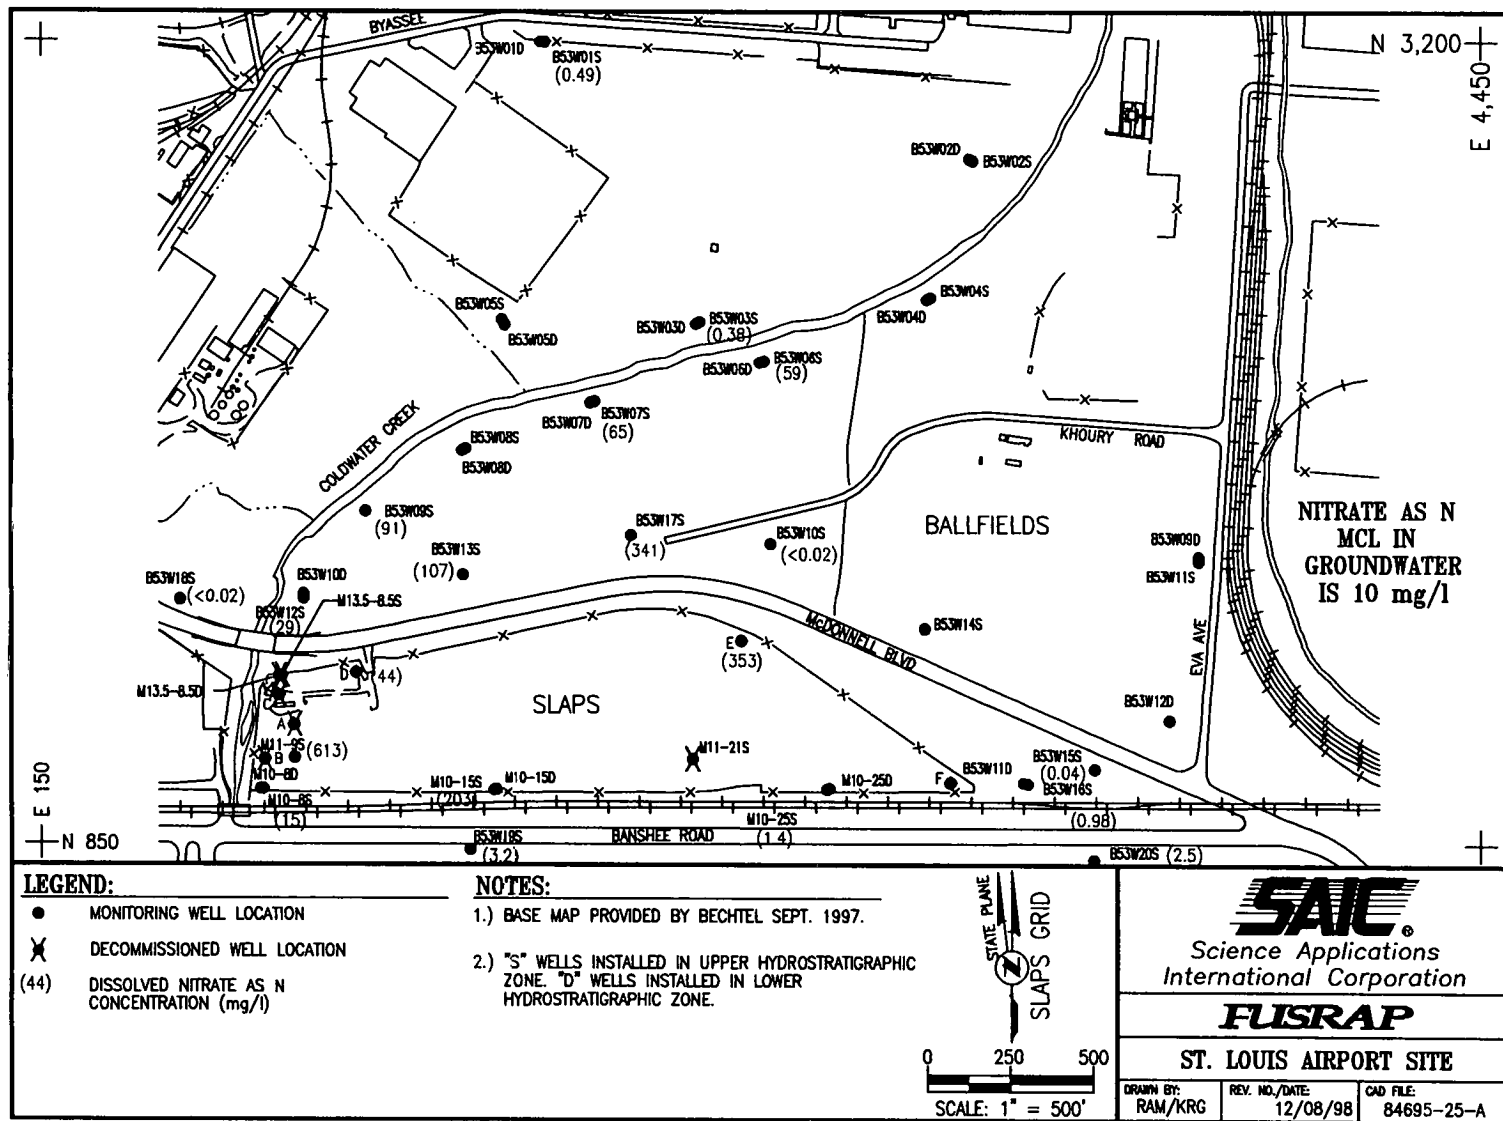 BYASSEE
B53W01D
B53W01S
(0.49)
N 3,200
E 4,450
B53W02D
B53W02S
B53W05S
B53W05D
B53W03D
B53W03S
(0.38)
B53W04S
B53W04D
B53W06D
B53W06S
(59)
B53W07D
B53W07S
(65)
COLDWATER CREEK
B53W08S
B53W08D
KHOURY ROAD
B53W09S
(91)
B53W17S
(341)
B53W10S
(<0.02)
BALLFIELDS
NITRATE AS N
MCL IN
GROUNDWATER
IS 10 mg/l
B53W13S
(107)
B53W09D
B53W11S
B53W18S
(<0.02)
B53W10D
M13.5-8.5S
B53W12S
(29)
McDONNELL BLVD
B53W14S
EVA AVE
E
(353)
D
(44)
M13.5-8.5D
SLAPS
B53W12D
A
M11-9S
(613)
B
M11-21S
M10-8D
M10-8S
(15)
M10-15S
(203)
M10-15D
M10-25D
F
B53W11D
B53W15S
(0.04)
B53W16S
(0.98)
M10-25S
(1.4)
E 150
N 850
BANSHEE ROAD
B53W19S
(3.2)
B53W20S (2.5)
LEGEND:
MONITORING WELL LOCATION
DECOMMISSIONED WELL LOCATION
(44) DISSOLVED NITRATE AS N
CONCENTRATION (mg/l)
NOTES:
1.) BASE MAP PROVIDED BY BECHTEL SEPT. 1997.
2.) "S" WELLS INSTALLED IN UPPER HYDROSTRATIGRAPHIC
ZONE. "D" WELLS INSTALLED IN LOWER
HYDROSTRATIGRAPHIC ZONE.
STATE PLANE
SLAPS GRID
Z
0 250 500
SCALE: 1" = 500'
SAIC®
Science Applications
International Corporation
FUSRAP
ST. LOUIS AIRPORT SITE
DRAWN BY:
RAM/KRG
REV. NO./DATE:
12/08/98
CAD FILE:
84695-25-A